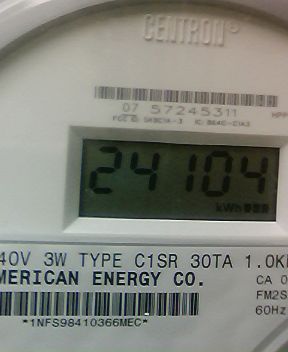 CENTRON®
07 57245311
24104
kWh
40V 3W TYPE C1SR 30TA 1.0K
MERICAN ENERGY CO.
CA 0
FM2S
60Hz
*1NFS98410366MEC*